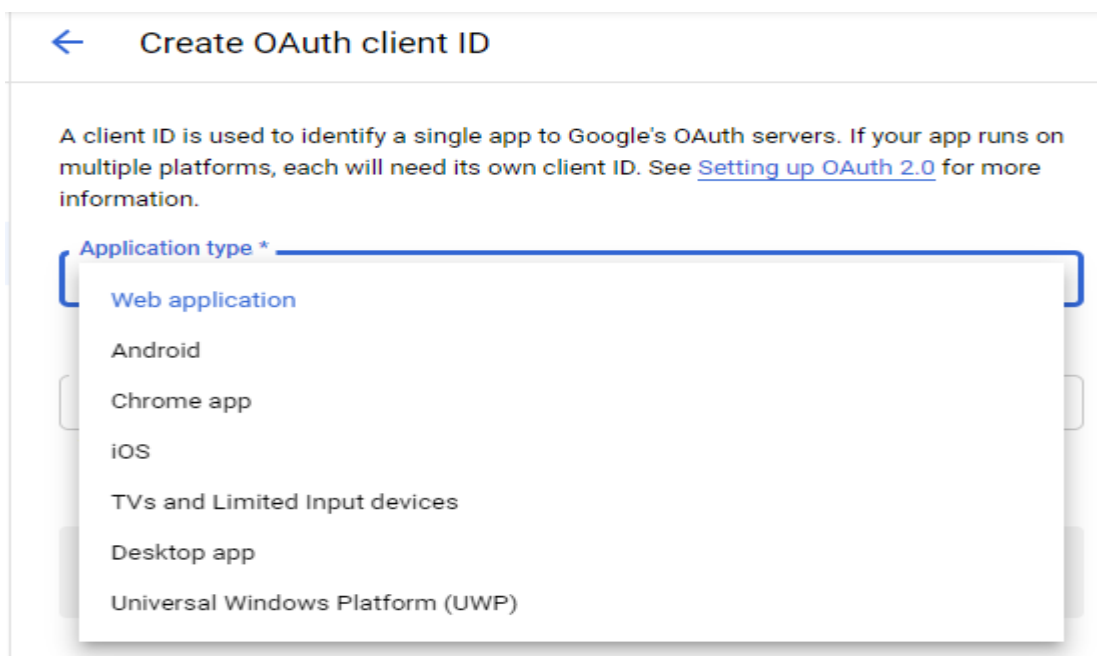 Create OAuth client ID
A client ID is used to identify a single app to Google's OAuth servers. If your app runs on
multiple platforms, each will need its own client ID. See Setting up OAuth 2.0 for more
information.
Application type *
Web application
Android
Chrome app
iOS
TVs and Limited Input devices
Desktop app
Universal Windows Platform (UWP)